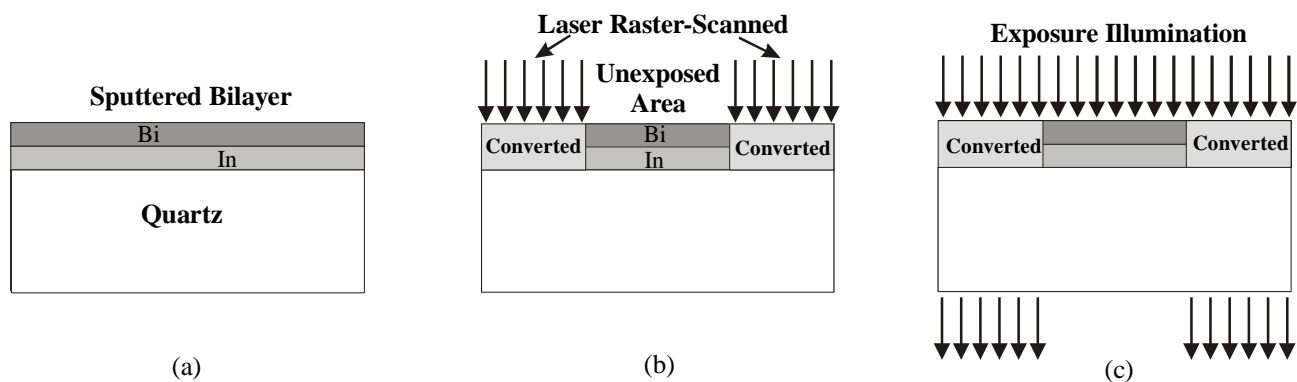 Sputtered Bilayer
Bi
In
Quartz
(a)
Laser Raster-Scanned
Unexposed
Area
Converted
Bi
In
Converted
(b)
Exposure Illumination
Converted
Converted
(c)